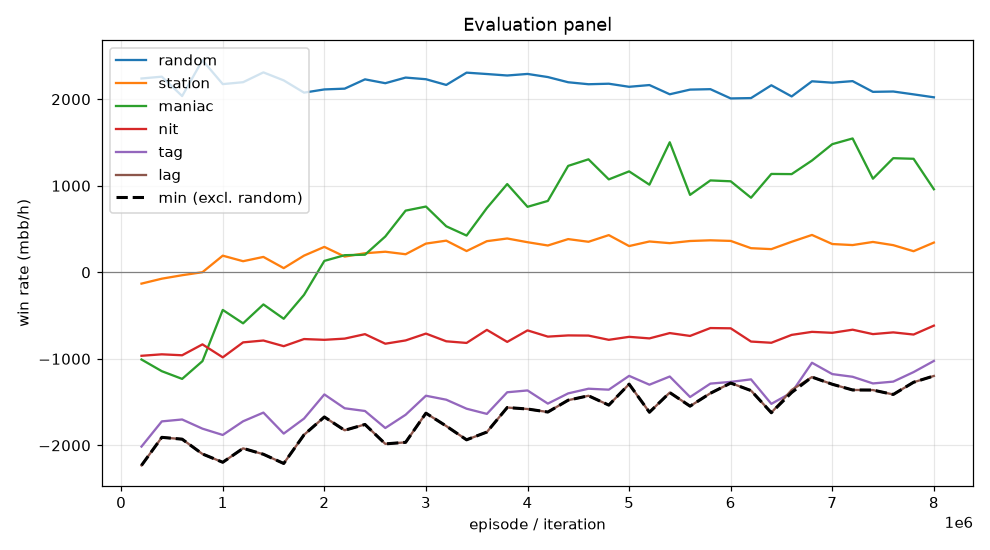 Evaluation panel
random
station
maniac
nit
tag
lag
min (excl. random)
win rate (mbb/h)
2000
1000
0
−1000
−2000
0 1 2 3 4 5 6 7 8
1e6
episode / iteration